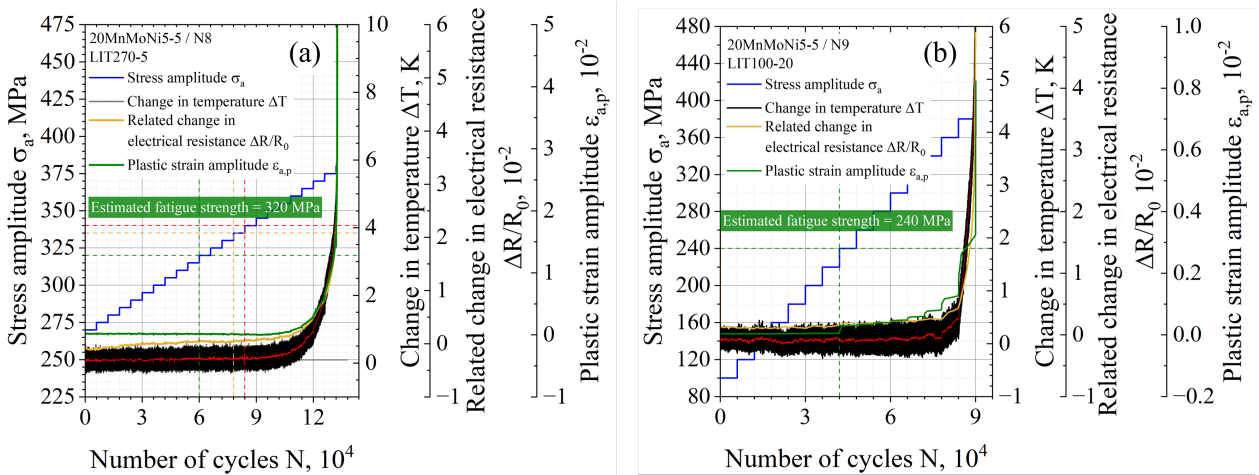 (a)
20MnMoNi5-5 / N8
LIT270-5
Stress amplitude σa
Change in temperature ΔT
Related change in
electrical resistance ΔR/R0
Plastic strain amplitude εa,p
Estimated fatigue strength = 320 MPa
Stress amplitude σa, MPa
475
450
425
400
375
350
325
300
275
250
225
0 3 6 9 12
Number of cycles N, 10^4
10
8
6
4
2
0
Change in temperature ΔT, K
6
5
4
3
2
1
0
−1
Related change in electrical resistance
ΔR/R0, 10^-2
5
4
3
2
1
0
−1
Plastic strain amplitude εa,p, 10^-2
(b)
20MnMoNi5-5 / N9
LIT100-20
Stress amplitude σa
Change in temperature ΔT
Related change in
electrical resistance ΔR/R0
Plastic strain amplitude εa,p
Estimated fatigue strength = 240 MPa
Stress amplitude σa, MPa
480
440
400
360
320
280
240
200
160
120
80
0 3 6 9
Number of cycles N, 10^4
6
5
4
3
2
1
0
−1
Change in temperature ΔT, K
5
4
3
2
1
0
−1
Related change in electrical resistance
ΔR/R0 10^-2
1.0
0.8
0.6
0.4
0.2
0.0
−0.2
Plastic strain amplitude εa,p, 10^-2